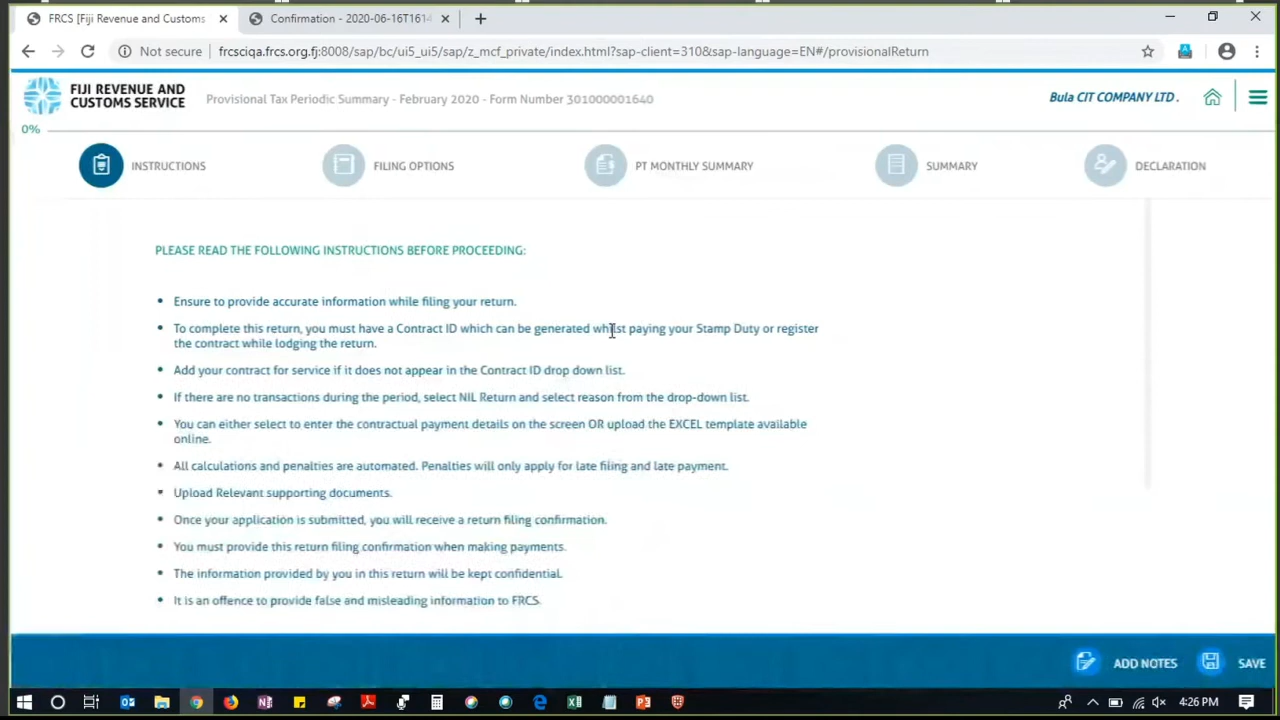 FRCS [Fiji Revenue and Customs
Confirmation - 2020-06-16T1614
Not secure
frcsciqa.frcs.org.fj:8008/sap/bc/ui5_ui5/sap/z_mcf_private/index.html?sap-client=310&sap-language=EN#/provisionalReturn
FIJI REVENUE AND
CUSTOMS SERVICE
Provisional Tax Periodic Summary - February 2020 - Form Number 301000001640
Bula CIT COMPANY LTD .
0%
INSTRUCTIONS
FILING OPTIONS
PT MONTHLY SUMMARY
SUMMARY
DECLARATION
PLEASE READ THE FOLLOWING INSTRUCTIONS BEFORE PROCEEDING:
Ensure to provide accurate information while filing your return.
To complete this return, you must have a Contract ID which can be generated whilst paying your Stamp Duty or register
the contract while lodging the return.
Add your contract for service if it does not appear in the Contract ID drop down list.
If there are no transactions during the period, select NIL Return and select reason from the drop-down list.
You can either select to enter the contractual payment details on the screen OR upload the EXCEL template available
online.
All calculations and penalties are automated. Penalties will only apply for late filing and late payment.
Upload Relevant supporting documents.
Once your application is submitted, you will receive a return filing confirmation.
You must provide this return filing confirmation when making payments.
The information provided by you in this return will be kept confidential.
It is an offence to provide false and misleading information to FRCS.
ADD NOTES
SAVE
4:26 PM